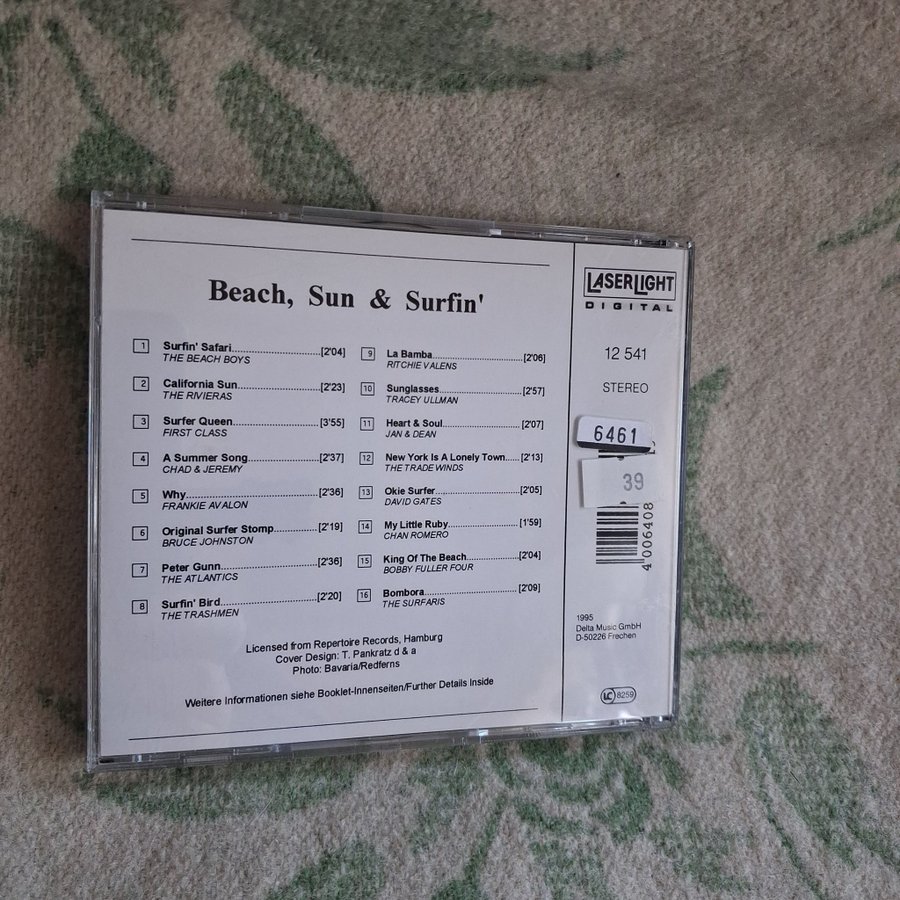 Beach, Sun & Surfin'
1 Surfin' Safari [2'04]
THE BEACH BOYS
2 California Sun [2'23]
THE RIVIERAS
3 Surfer Queen [3'55]
FIRST CLASS
4 A Summer Song [2'37]
CHAD & JEREMY
5 Why [2'36]
FRANKIE AVALON
6 Original Surfer Stomp [2'19]
BRUCE JOHNSTON
7 Peter Gunn [2'36]
THE ATLANTICS
8 Surfin' Bird [2'20]
THE TRASHMEN
9 La Bamba [2'06]
RITCHIE VALENS
10 Sunglasses [2'57]
TRACEY ULLMAN
11 Heart & Soul [2'07]
JAN & DEAN
12 New York Is A Lonely Town [2'13]
THE TRADE WINDS
13 Okie Surfer [2'05]
DAVID GATES
14 My Little Ruby [1'59]
CHAN ROMERO
15 King Of The Beach [2'04]
BOBBY FULLER FOUR
16 Bombora [2'09]
THE SURFARIS
Licensed from Repertoire Records, Hamburg
Cover Design: T. Pankratz d & a
Photo: Bavaria/Redferns
Weitere Informationen siehe Booklet-Innenseiten/Further Details Inside
LASERLIGHT
DIGITAL
12 541
STEREO
6461
39
4 006408
1995
Delta Music GmbH
D-50226 Frechen
LC 8259